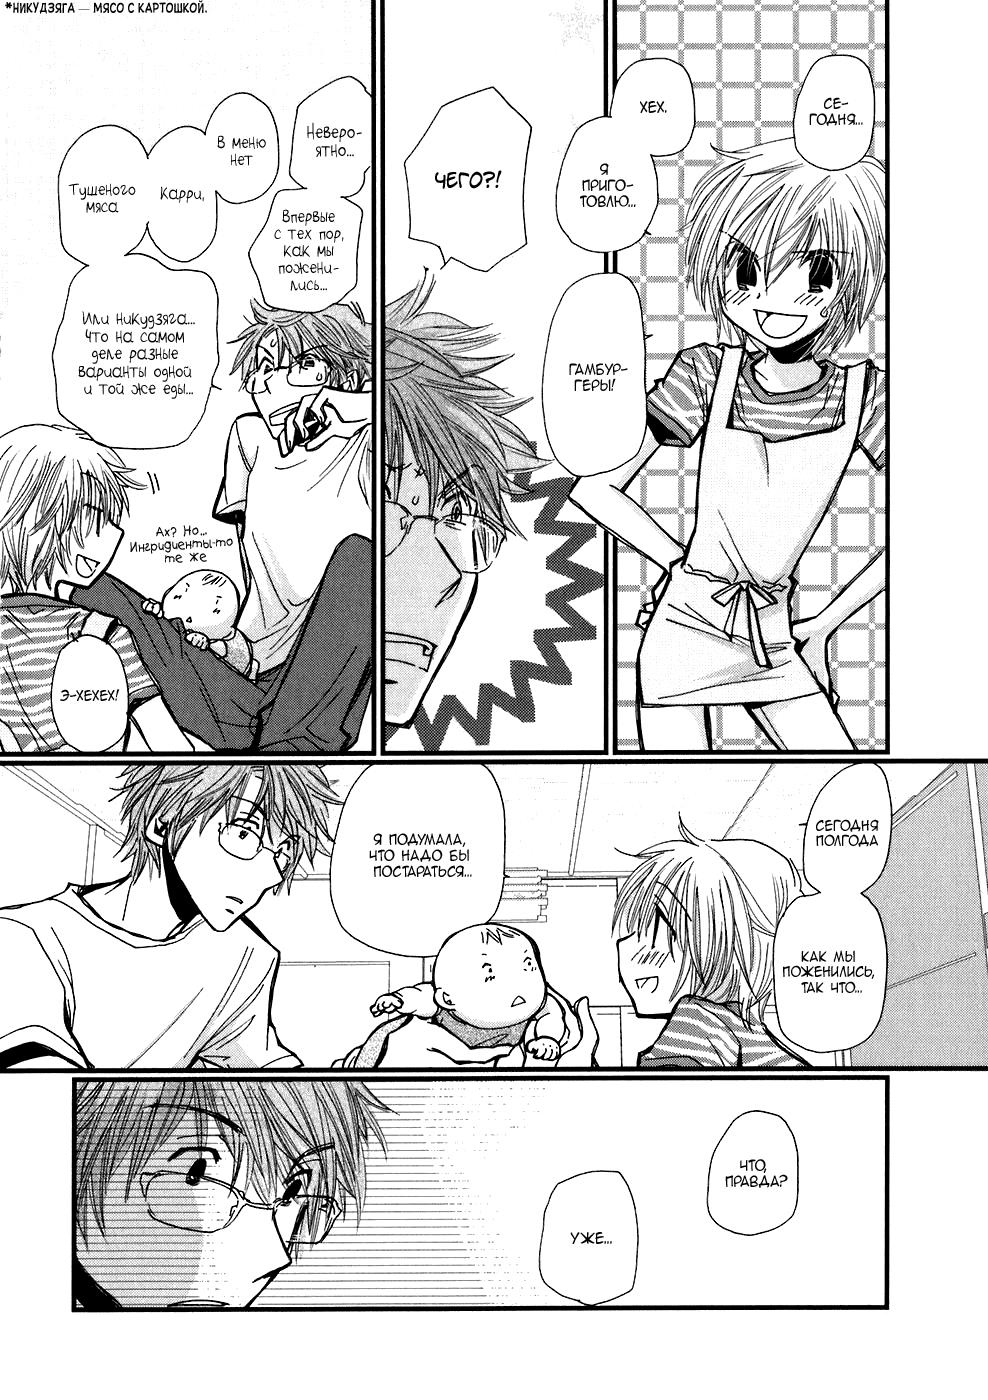 *НИКУДЗЯГА — МЯСО С КАРТОШКОЙ.
СЕ-
ГОДНЯ...
ХЕХ.
Я
ПРИГО-
ТОВЛЮ...
ГАМБУР-
ГЕРЫ!
ЧЕГО?!
Неверо-
ятно...
Впервые
с тех пор,
как мы
пожени-
лись...
В меню
нет
Карри,
Тушеного
мяса
Или никудзяга...
Что на самом
деле разные
варианты одной
и той же еды...
Ах? Но...
Ингридиенты-то
те же
Э-ХЕХЕХ!
СЕГОДНЯ
ПОЛГОДА
КАК МЫ
ПОЖЕНИЛИСЬ,
ТАК ЧТО...
Я ПОДУМАЛА,
ЧТО НАДО БЫ
ПОСТАРАТЬСЯ...
ЧТО,
ПРАВДА?
УЖЕ...